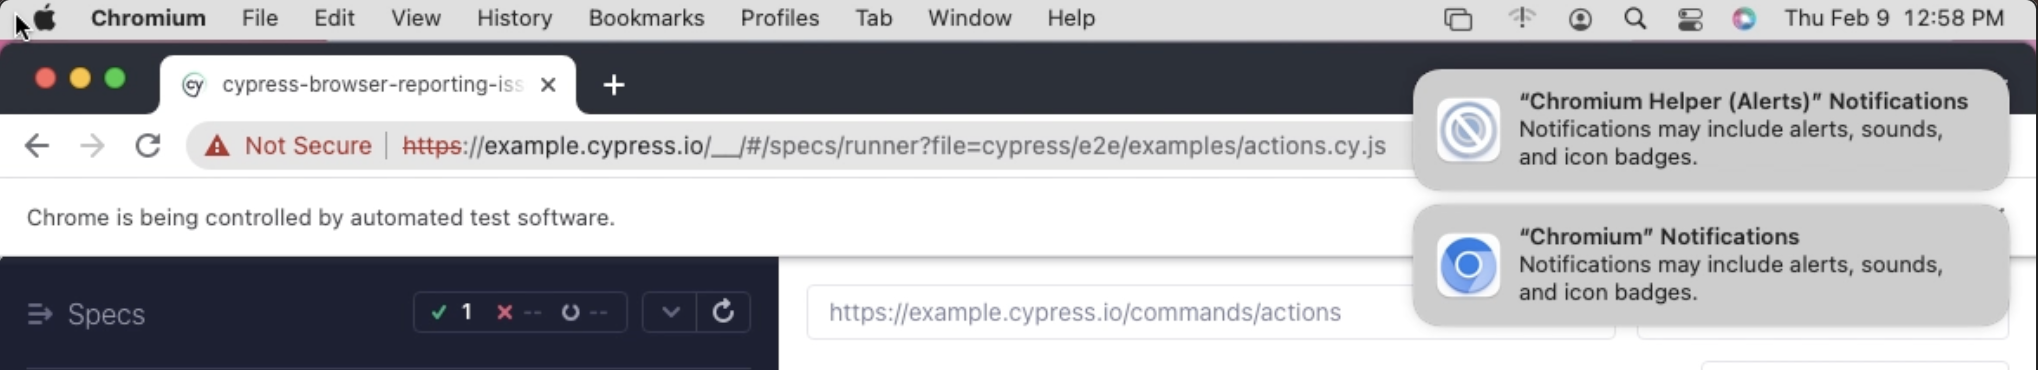 Chromium File Edit View History Bookmarks Profiles Tab Window Help Thu Feb 9 12:58 PM
cy cypress-browser-reporting-iss
Not Secure https://example.cypress.io/__/#/specs/runner?file=cypress/e2e/examples/actions.cy.js
“Chromium Helper (Alerts)” Notifications
Notifications may include alerts, sounds,
and icon badges.
Chrome is being controlled by automated test software.
“Chromium” Notifications
Notifications may include alerts, sounds,
and icon badges.
Specs 1 -- --
https://example.cypress.io/commands/actions